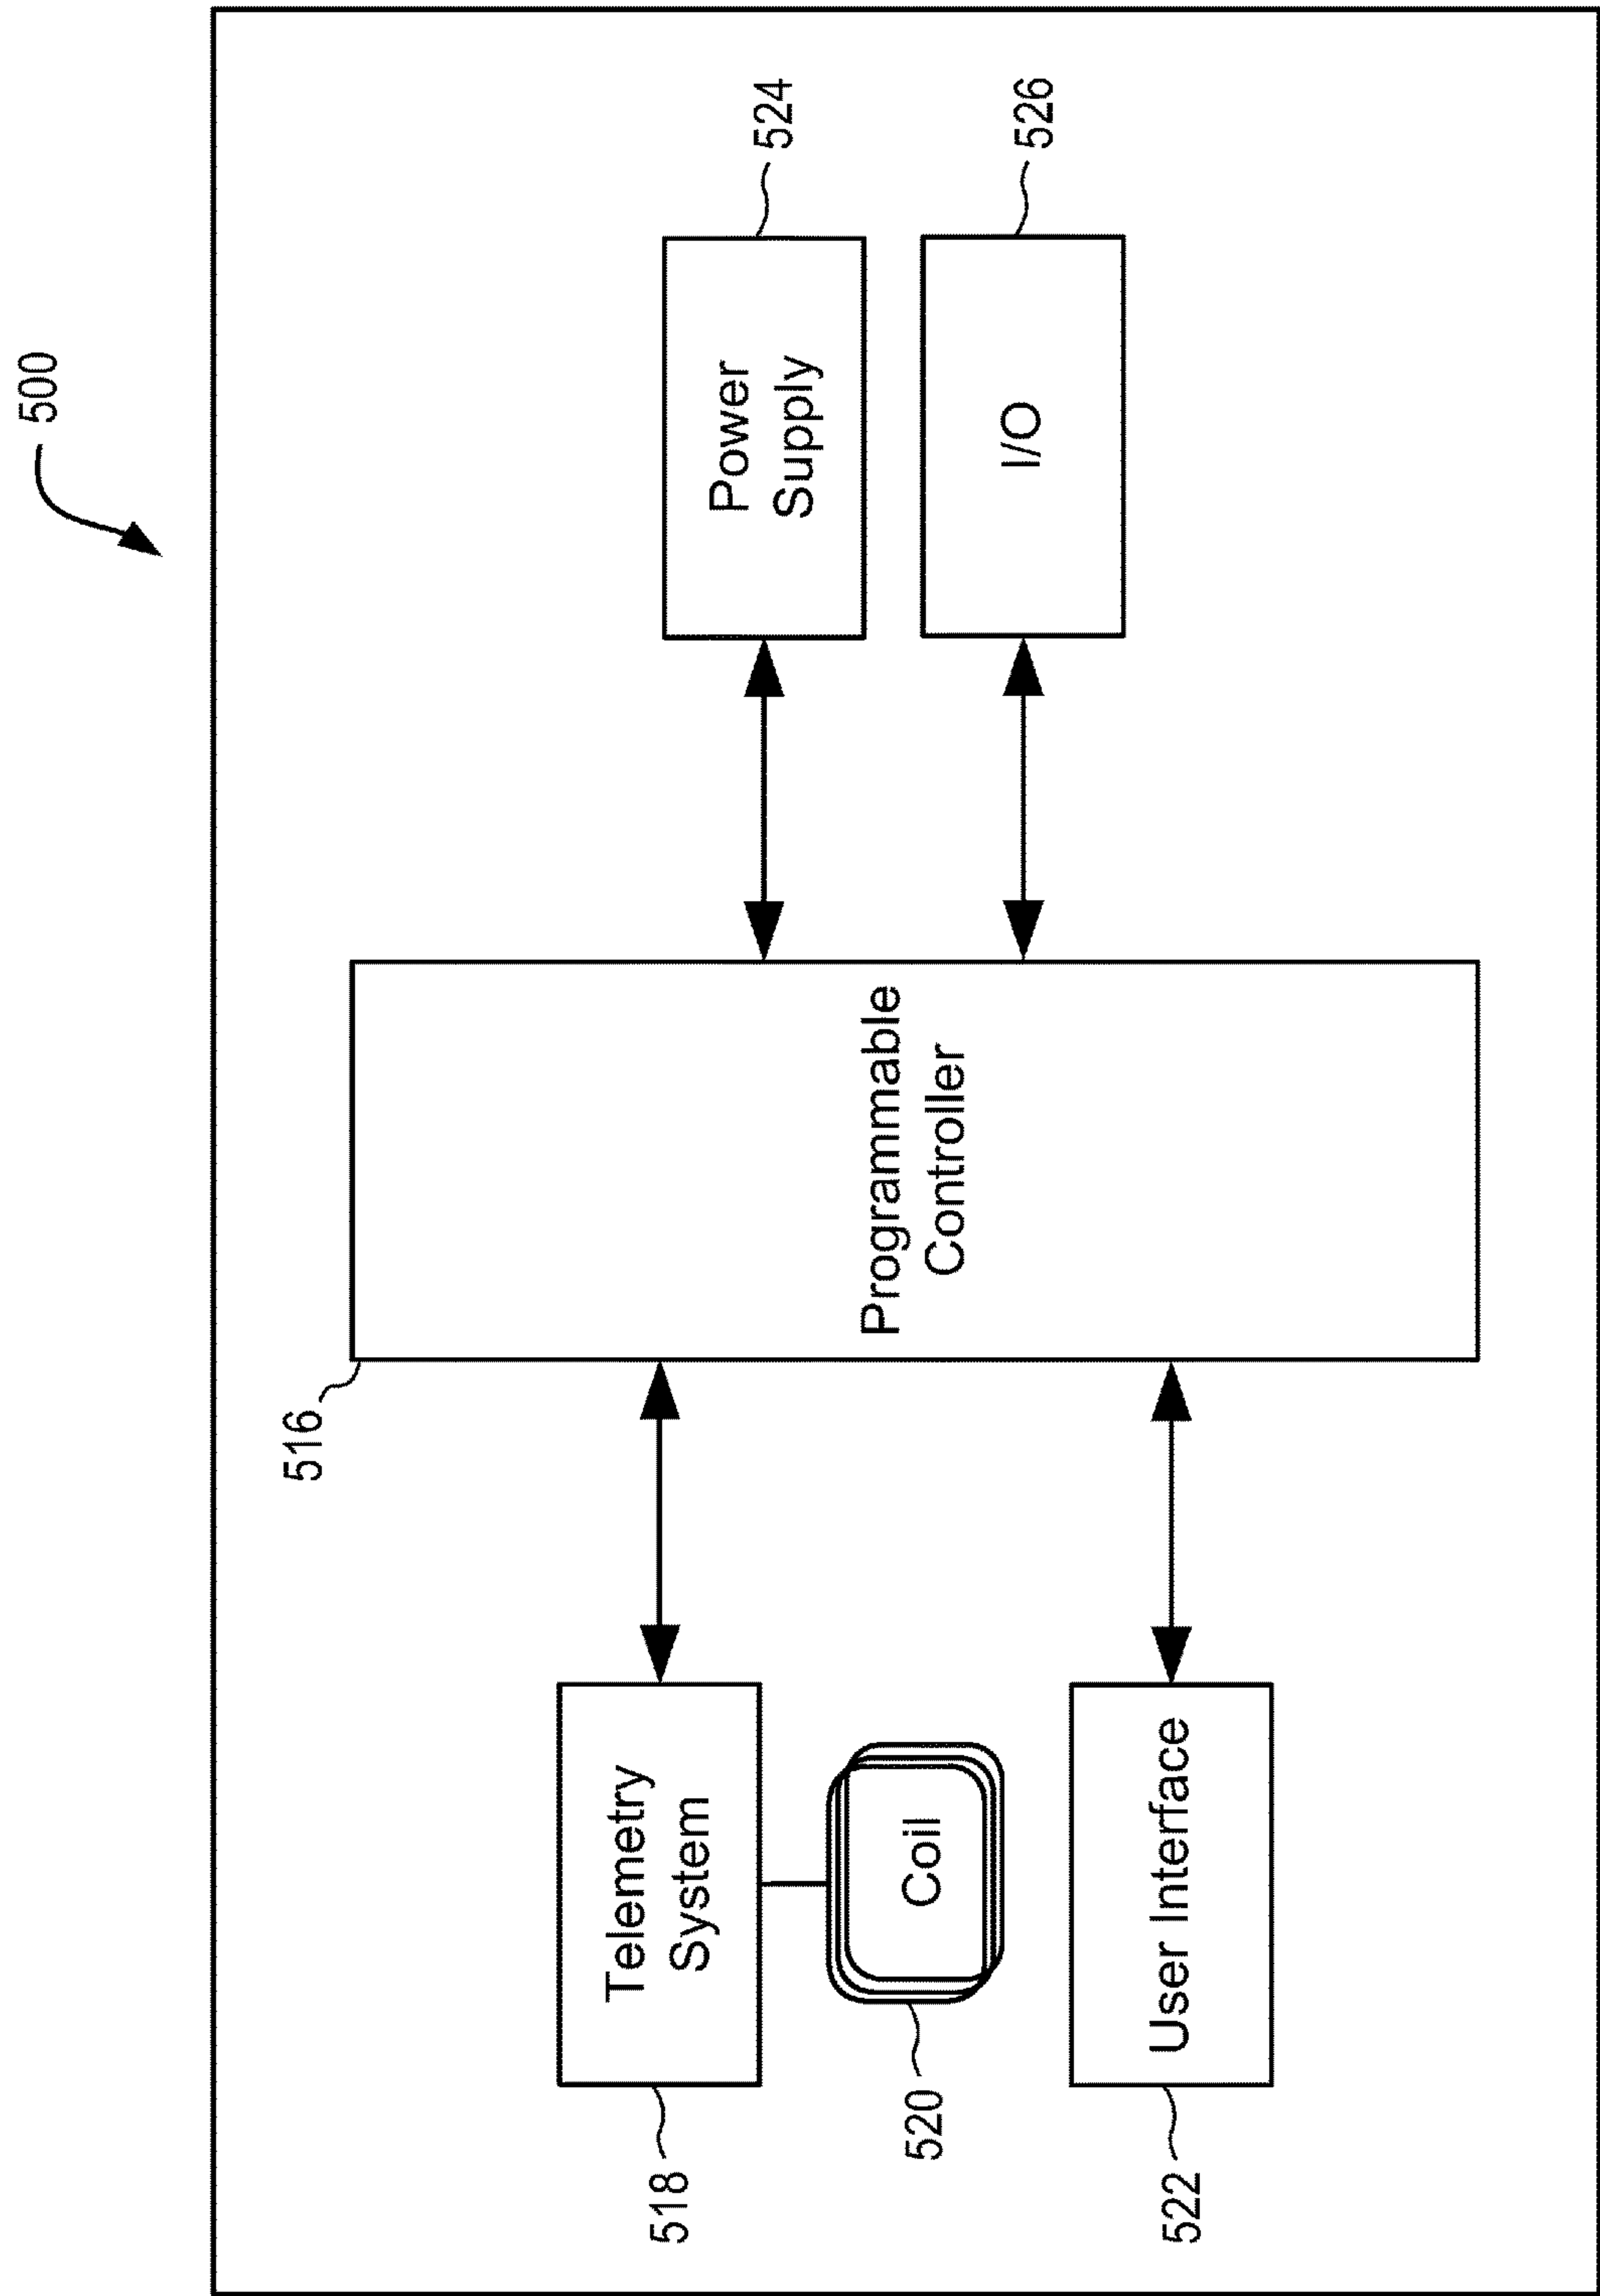 500
516
518
Telemetry
System
Programmable
Controller
Power
Supply
524
520
Coil
I/O
526
522
User Interface